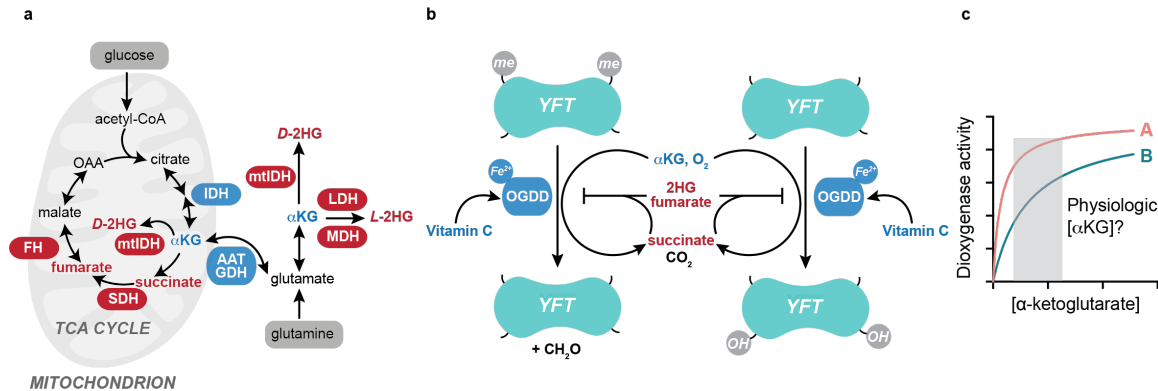 a
glucose
acetyl-CoA
OAA
citrate
IDH
malate
D-2HG
mtIDH
αKG
FH
fumarate
succinate
SDH
AAT
GDH
TCA CYCLE
MITOCHONDRION
D-2HG
mtIDH
LDH
αKG
L-2HG
MDH
glutamate
glutamine
b
me
me
YFT
YFT
αKG, O₂
Fe²⁺
OGDD
2HG
fumarate
Fe²⁺
OGDD
Vitamin C
Vitamin C
succinate
CO₂
YFT
+ CH₂O
YFT
OH
OH
c
Dioxygenase activity
A
B
Physiologic
[αKG]?
[α-ketoglutarate]